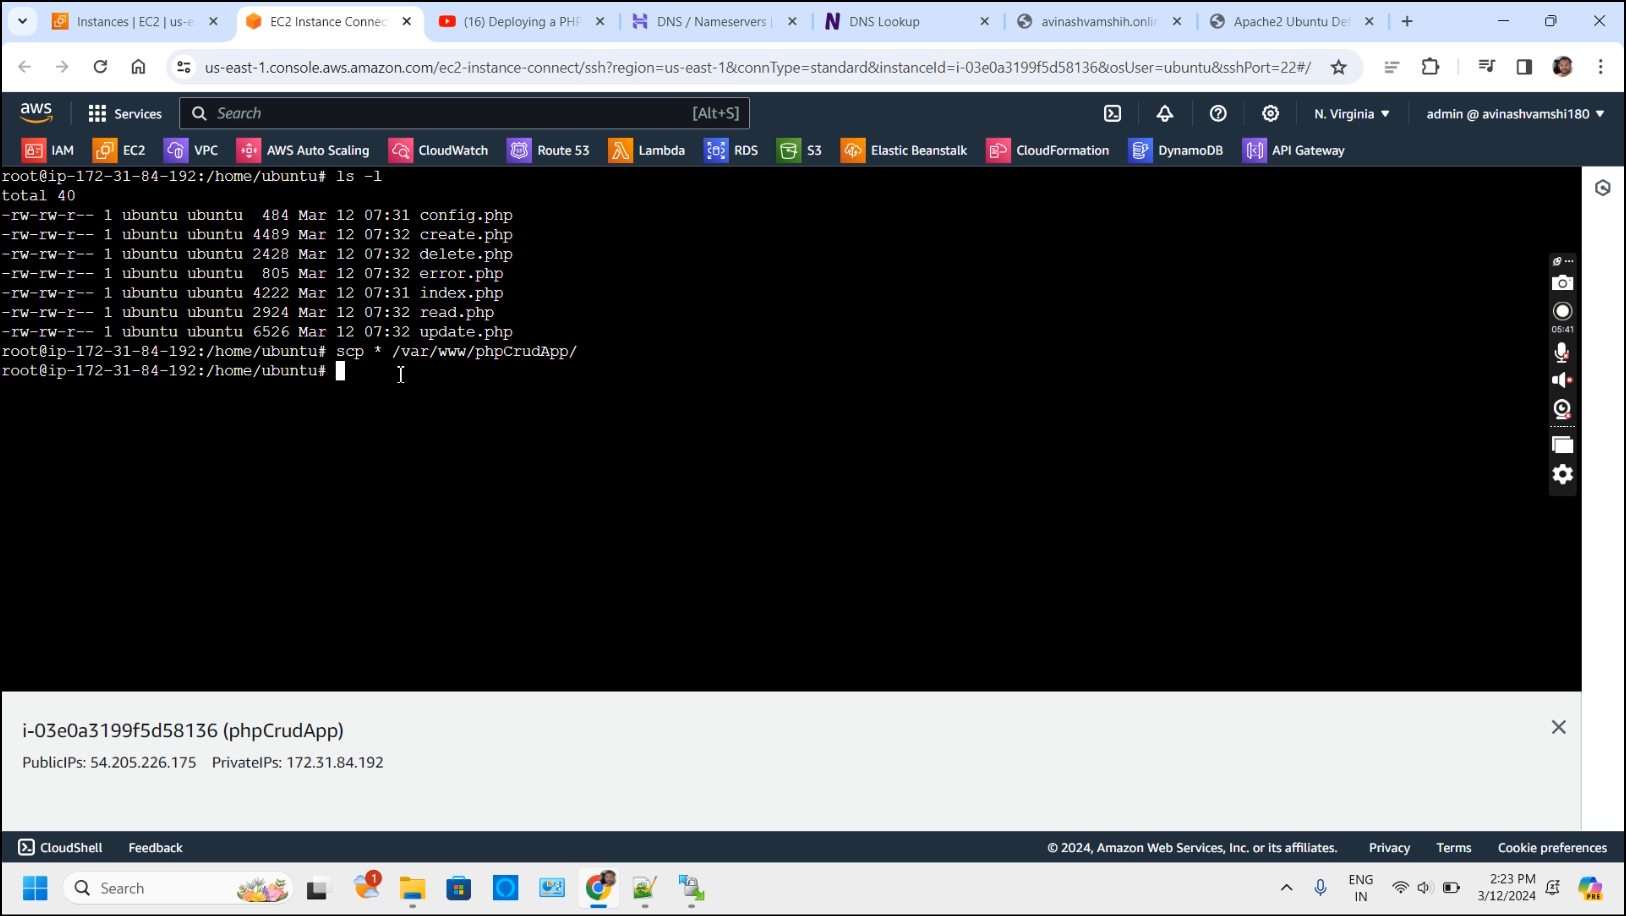 Instances | EC2 | us-e
EC2 Instance Connec
(16) Deploying a PHP
DNS / Nameservers |
DNS Lookup
avinashvamshih.onlin
Apache2 Ubuntu De
us-east-1.console.aws.amazon.com/ec2-instance-connect/ssh?region=us-east-1&connType=standard&instanceId=i-03e0a3199f5d58136&osUser=ubuntu&sshPort=22#/
aws
Services
Search
[Alt+S]
N. Virginia
admin @ avinashvamshi180
IAM
EC2
VPC
AWS Auto Scaling
CloudWatch
Route 53
Lambda
RDS
S3
Elastic Beanstalk
CloudFormation
DynamoDB
API Gateway
root@ip-172-31-84-192:/home/ubuntu# ls -l
total 40
-rw-rw-r-- 1 ubuntu ubuntu  484 Mar 12 07:31 config.php
-rw-rw-r-- 1 ubuntu ubuntu 4489 Mar 12 07:32 create.php
-rw-rw-r-- 1 ubuntu ubuntu 2428 Mar 12 07:32 delete.php
-rw-rw-r-- 1 ubuntu ubuntu  805 Mar 12 07:32 error.php
-rw-rw-r-- 1 ubuntu ubuntu 4222 Mar 12 07:31 index.php
-rw-rw-r-- 1 ubuntu ubuntu 2924 Mar 12 07:32 read.php
-rw-rw-r-- 1 ubuntu ubuntu 6526 Mar 12 07:32 update.php
root@ip-172-31-84-192:/home/ubuntu# scp * /var/www/phpCrudApp/
root@ip-172-31-84-192:/home/ubuntu#
05:41
i-03e0a3199f5d58136 (phpCrudApp)
PublicIPs: 54.205.226.175 PrivateIPs: 172.31.84.192
CloudShell
Feedback
© 2024, Amazon Web Services, Inc. or its affiliates.
Privacy
Terms
Cookie preferences
Search
1
ENG
IN
2:23 PM
3/12/2024
PRE